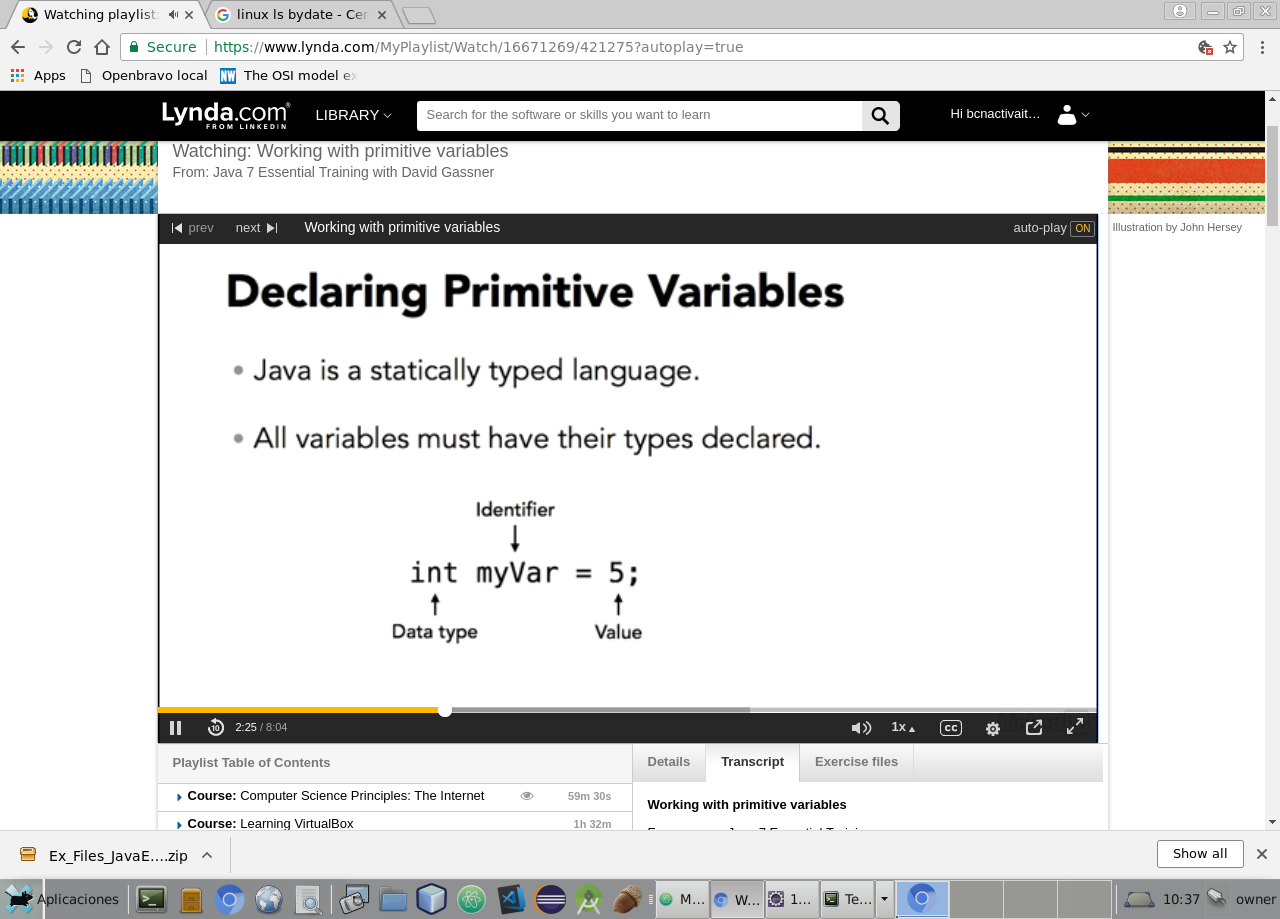 Watching playlist:
linux ls bydate - Cer
Secure
https://www.lynda.com/MyPlaylist/Watch/16671269/421275?autoplay=true
Apps
Openbravo local
NW
The OSI model ex
Lynda.com®
FROM LINKEDIN
LIBRARY
Search for the software or skills you want to learn
Hi bcnactivait...
Watching: Working with primitive variables
From: Java 7 Essential Training with David Gassner
Illustration by John Hersey
prev
next
Working with primitive variables
auto-play ON
Declaring Primitive Variables
• Java is a statically typed language.
• All variables must have their types declared.
Identifier
int myVar = 5;
Data type
Value
10
2:25 / 8:04
1x
cc
Playlist Table of Contents
Details
Transcript
Exercise files
Course: Computer Science Principles: The Internet
59m 30s
Course: Learning VirtualBox
1h 32m
Working with primitive variables
Ex_Files_JavaE....zip
Show all
Aplicaciones
M...
W...
1...
Te...
10:37
owner